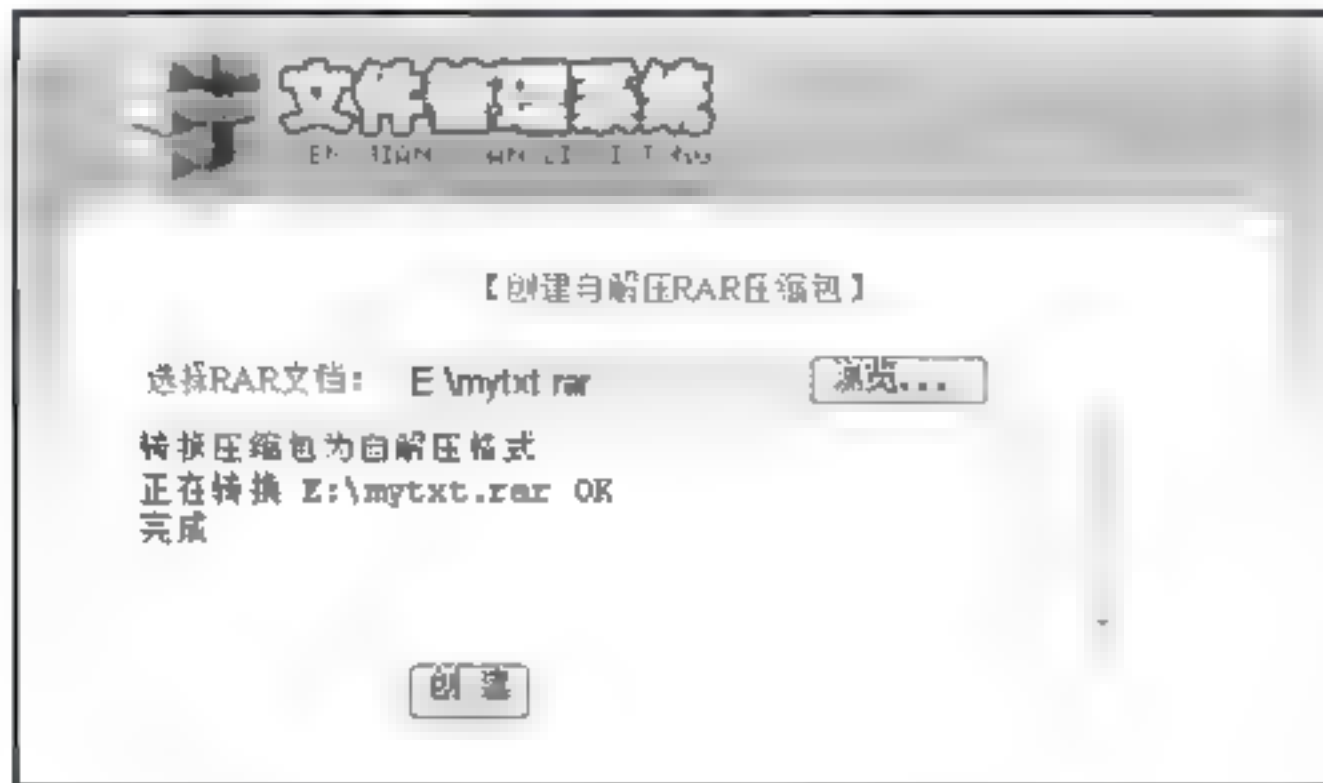 文件管理系统
【创建自解压RAR压缩包】
选择RAR文档： E:\mytxt.rar 浏览...
转换压缩包为自解压格式
正在转换 E:\mytxt.rar OK
完成
创 建